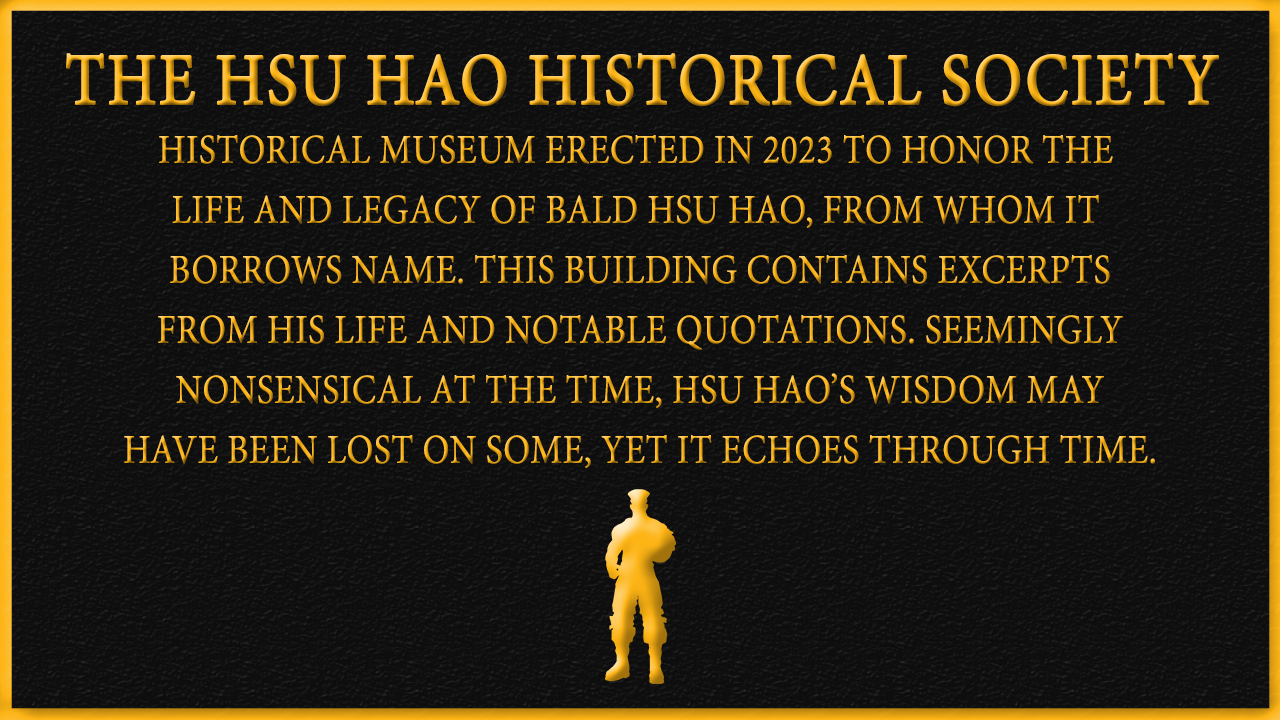 THE HSU HAO HISTORICAL SOCIETY
HISTORICAL MUSEUM ERECTED IN 2023 TO HONOR THE
LIFE AND LEGACY OF BALD HSU HAO, FROM WHOM IT
BORROWS NAME. THIS BUILDING CONTAINS EXCERPTS
FROM HIS LIFE AND NOTABLE QUOTATIONS. SEEMINGLY
NONSENSICAL AT THE TIME, HSU HAO’S WISDOM MAY
HAVE BEEN LOST ON SOME, YET IT ECHOES THROUGH TIME.